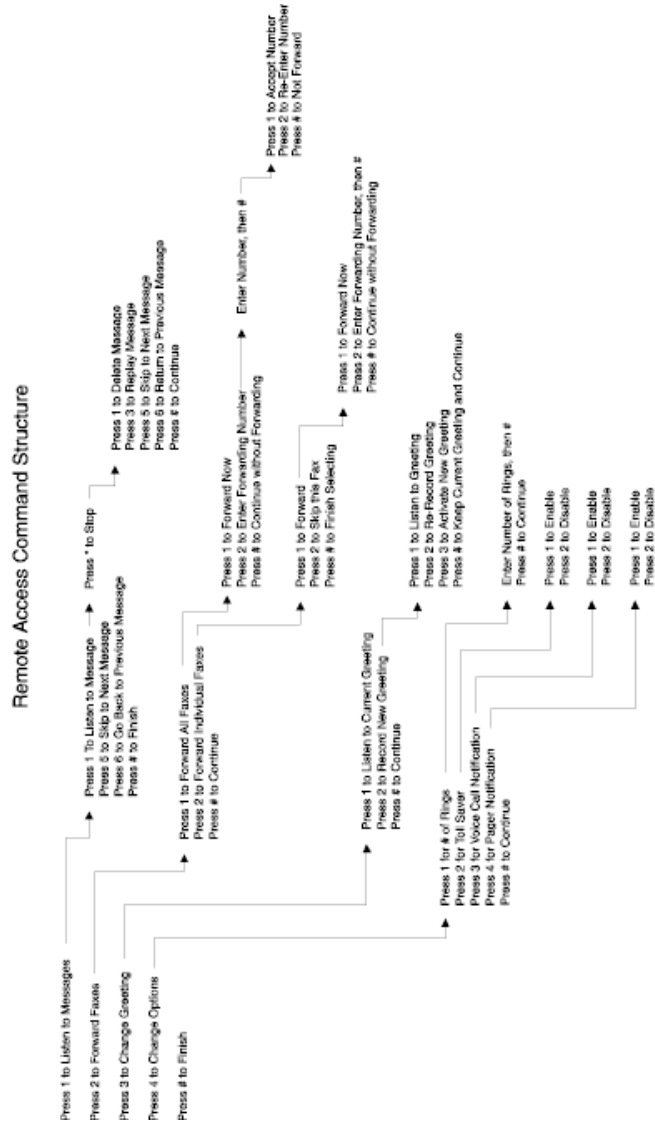 Remote Access Command Structure
Press 1 to Listen to Messages
Press 2 to Forward Faxes
Press 3 to Change Greeting
Press 4 to Change Options
Press # to Finish
Press 1 To Listen to Message
Press 5 to Skip to Next Message
Press 6 to Go Back to Previous Message
Press # to Finish
Press * to Stop
Press 1 to Delete Message
Press 3 to Replay Message
Press 5 to Skip to Next Message
Press 6 to Return to Previous Message
Press # to Continue
Press 1 to Forward All Faxes
Press 2 to Forward Individual Faxes
Press # to Continue
Press 1 to Forward Now
Press 2 to Enter Forwarding Number
Press # to Continue without Forwarding
Enter Number, then #
Press 1 to Accept Number
Press 2 to Re-Enter Number
Press # to Not Forward
Press 1 to Forward
Press 2 to Skip this Fax
Press # to Finish Selecting
Press 1 to Forward Now
Press 2 to Enter Forwarding Number, then #
Press # to Continue without Forwarding
Press 1 to Listen to Current Greeting
Press 2 to Record New Greeting
Press # to Continue
Press 1 to Listen to Greeting
Press 2 to Re-Record Greeting
Press 3 to Activate New Greeting
Press # to Keep Current Greeting and Continue
Press 1 for # of Rings
Press 2 for Toll Saver
Press 3 for Voice Call Notification
Press 4 for Pager Notification
Press # to Continue
Enter Number of Rings, then #
Press # to Continue
Press 1 to Enable
Press 2 to Disable
Press 1 to Enable
Press 2 to Disable
Press 1 to Enable
Press 2 to Disable